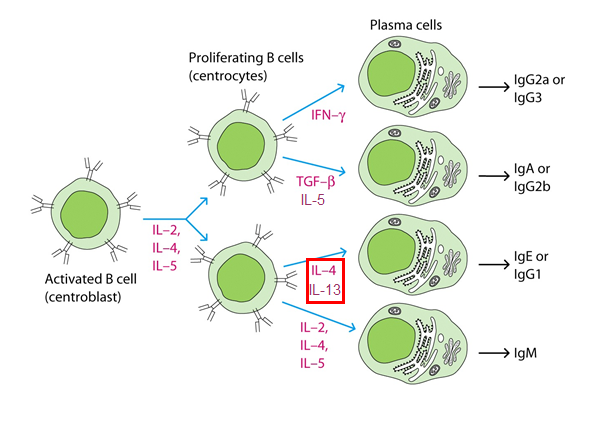 Plasma cells
Proliferating B cells
(centrocytes)
IFN–γ
IgG2a or
IgG3
TGF–β
IL-5
IgA or
IgG2b
IL–2,
IL–4,
IL–5
Activated B cell
(centroblast)
IL–4
IL-13
IgE or
IgG1
IL–2,
IL–4,
IL–5
IgM